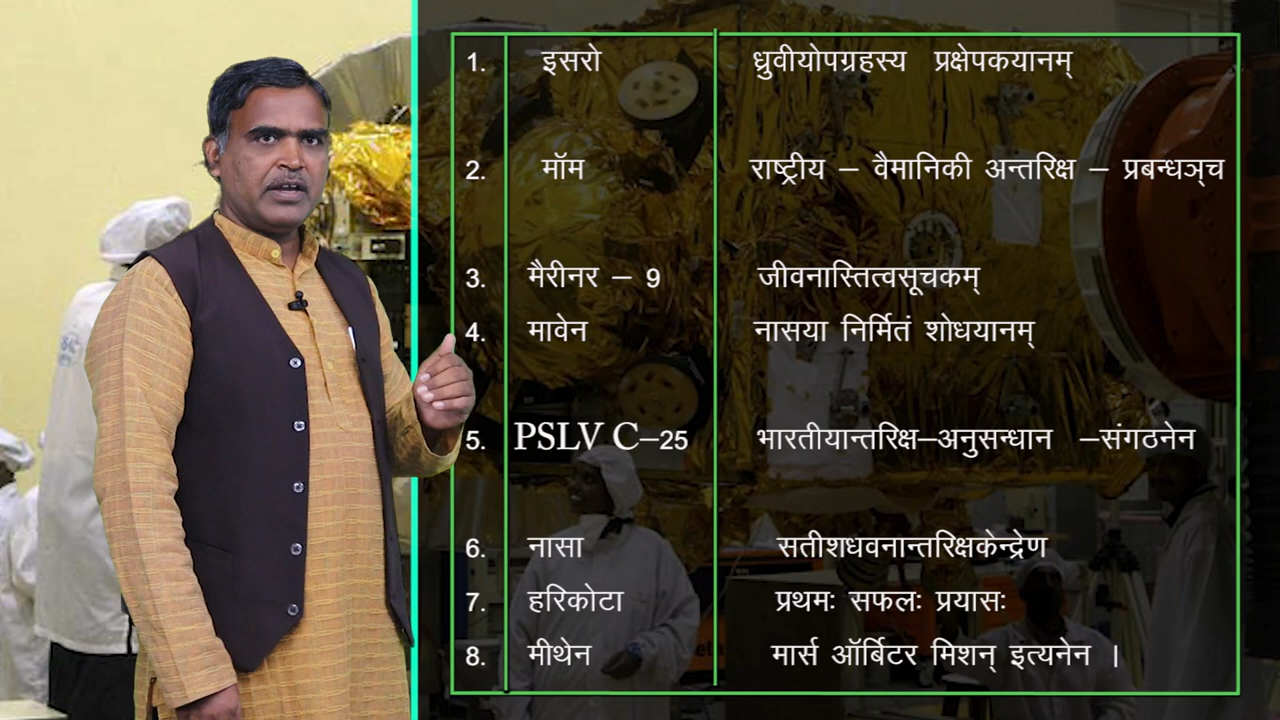 1. इसरो ध्रुवीयोपग्रहस्य प्रक्षेपकयानम्
2. मॉम राष्ट्रीय – वैमानिकी अन्तरिक्ष – प्रबन्धञ्च
3. मैरीनर – 9 जीवनास्तित्वसूचकम्
4. मावेन नासया निर्मितं शोधयानम्
5. PSLV C–25 भारतीयान्तरिक्ष–अनुसन्धान –संगठनेन
6. नासा सतीशधवनान्तरिक्षकेन्द्रेण
7. हरिकोटा प्रथमः सफलः प्रयासः
8. मीथेन मार्स ऑर्बिटर मिशन् इत्यनेन ।